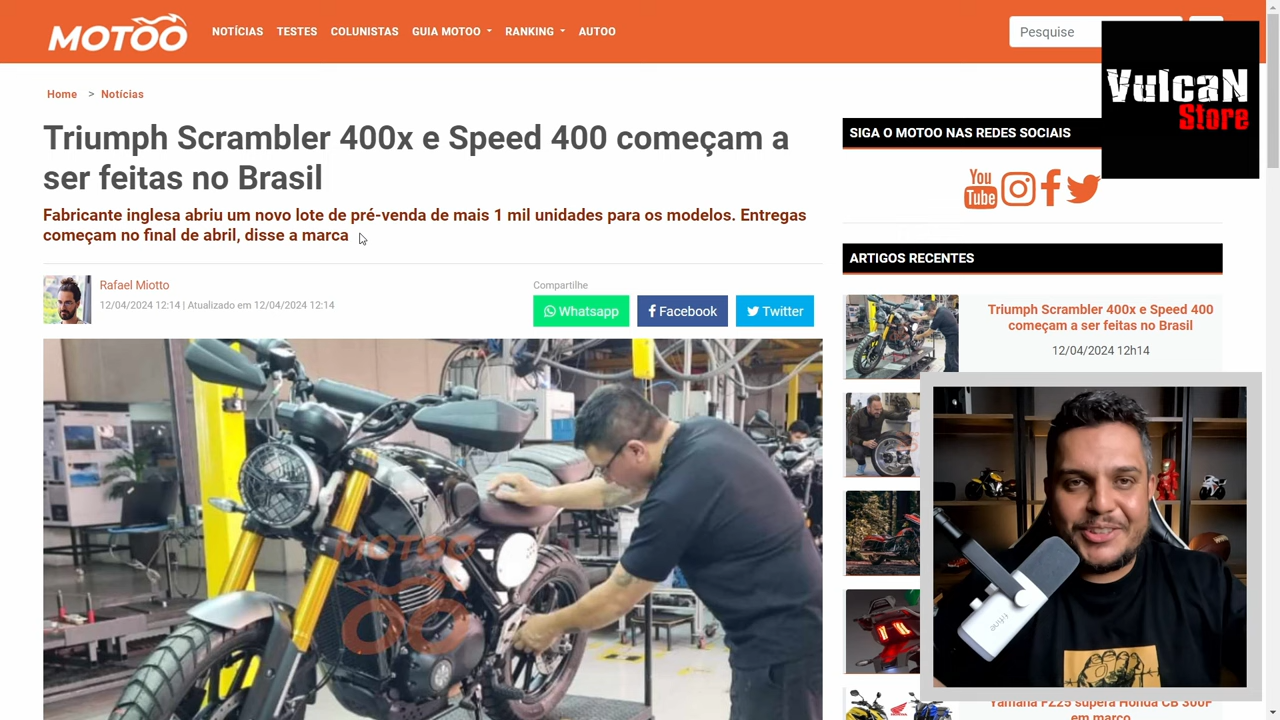 MOTOO
NOTÍCIAS TESTES COLUNISTAS GUIA MOTOO RANKING AUTOO
Pesquise
VulcaN
Store
Home > Notícias
Triumph Scrambler 400x e Speed 400 começam a
ser feitas no Brasil
Fabricante inglesa abriu um novo lote de pré-venda de mais 1 mil unidades para os modelos. Entregas
começam no final de abril, disse a marca
Rafael Miotto
12/04/2024 12:14 | Atualizado em 12/04/2024 12:14
Compartilhe
Whatsapp
Facebook
Twitter
MOTOO
SIGA O MOTOO NAS REDES SOCIAIS
You
Tube
ARTIGOS RECENTES
Triumph Scrambler 400x e Speed 400
começam a ser feitas no Brasil
12/04/2024 12h14
Yamaha FZ25 supera Honda CB 300F
em março
fifine